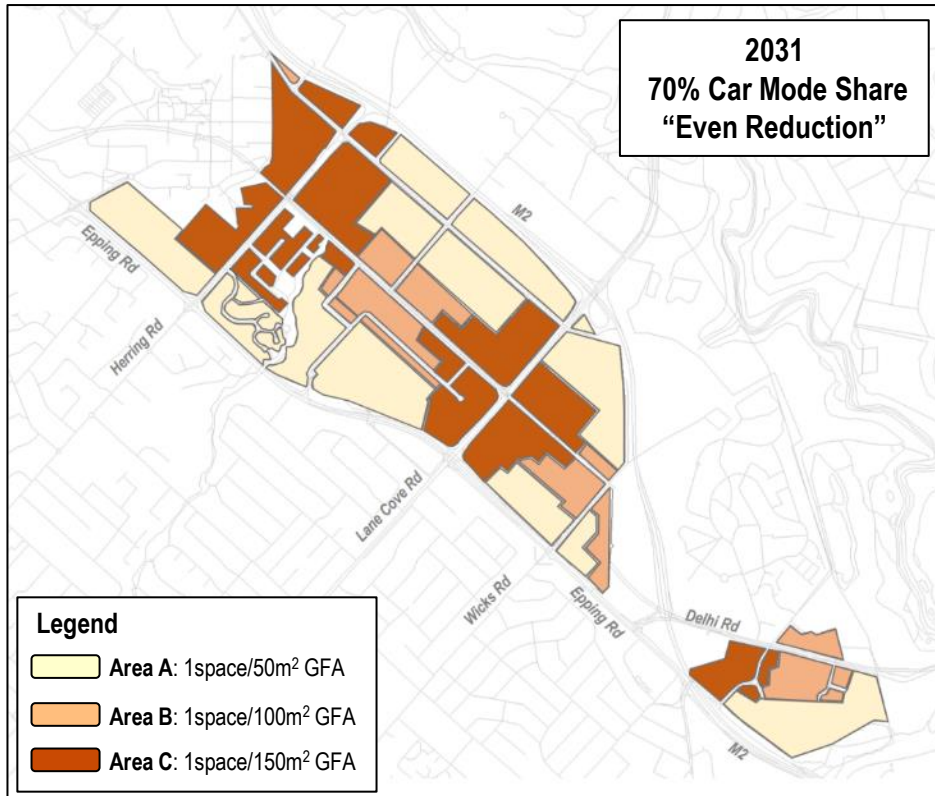 2031
70% Car Mode Share
“Even Reduction”
M2
Epping Rd
Herring Rd
Lane Cove Rd
Wicks Rd
Epping Rd
Delhi Rd
M2
Legend
Area A: 1space/50m² GFA
Area B: 1space/100m² GFA
Area C: 1space/150m² GFA